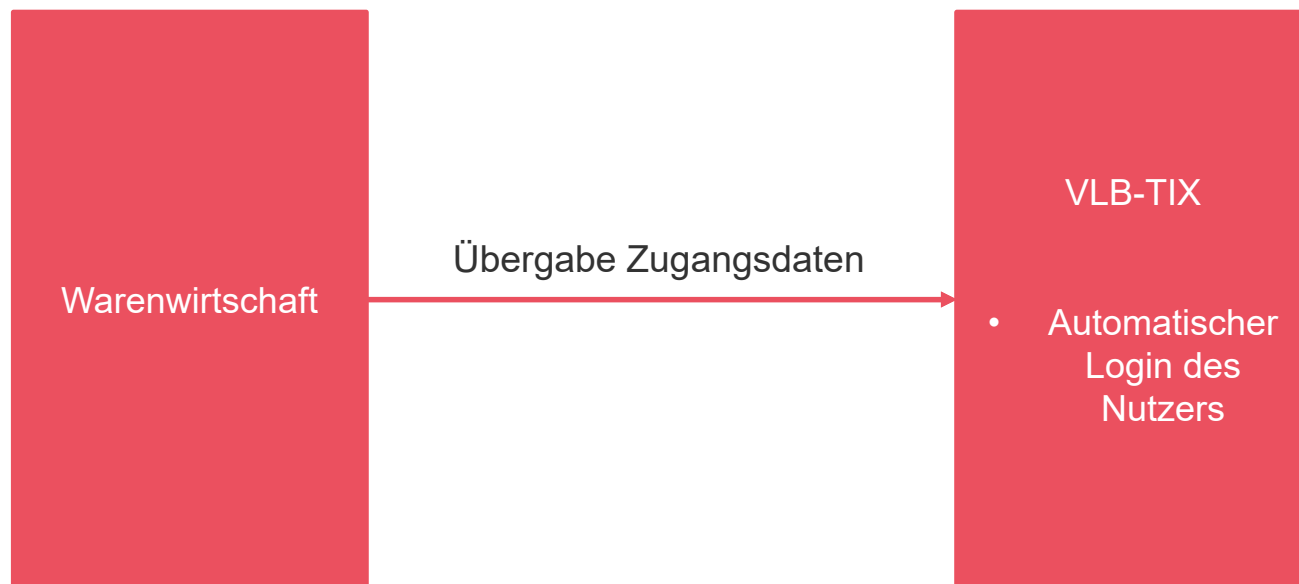 Warenwirtschaft
Übergabe Zugangsdaten
VLB-TIX
• Automatischer
Login des
Nutzers